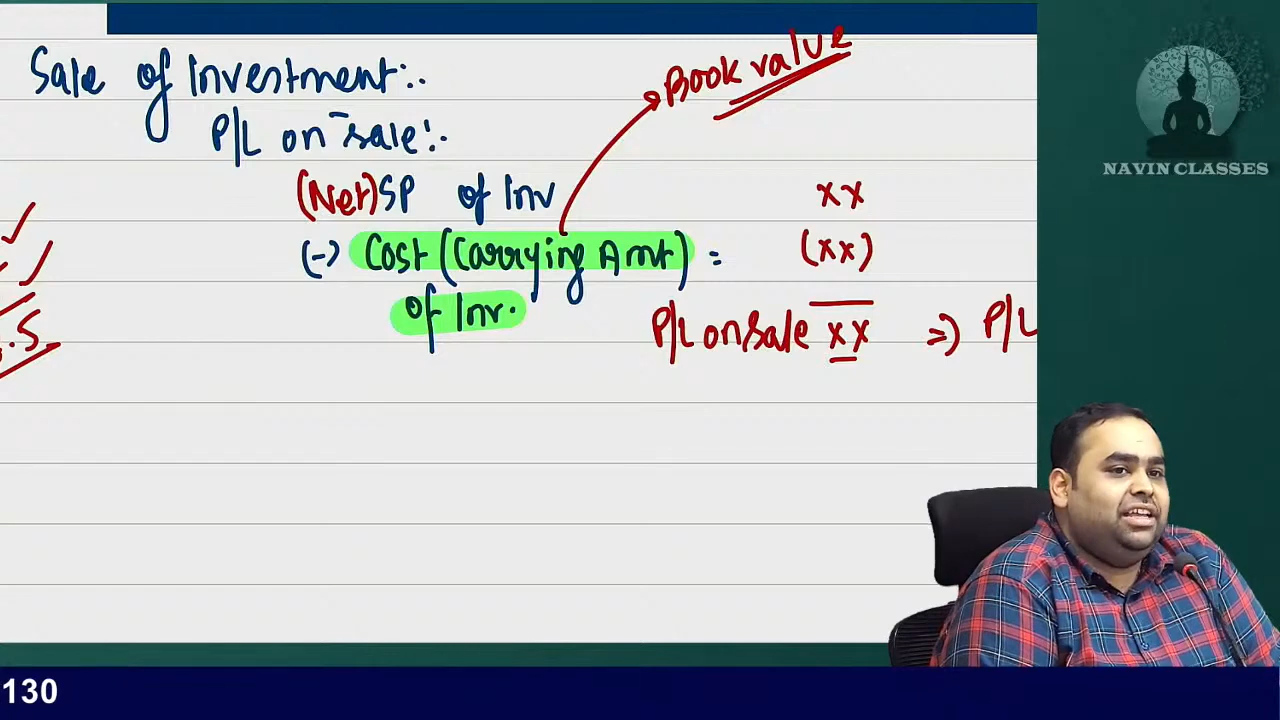 Sale of Investment:-
P/L on sale:-
Book value
(Net) SP of Inv xx
(-) Cost (Carrying Amt) = (xx)
of Inv.
P/L on sale xx => P/L
.S
NAVIN CLASSES
130